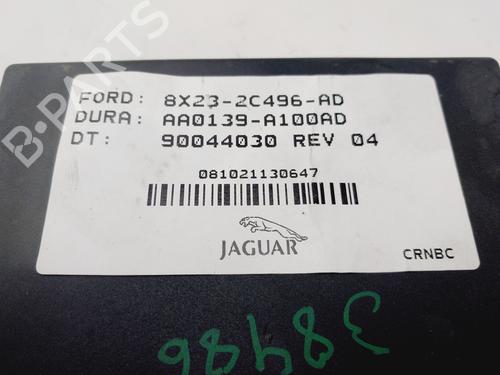 FORD: 8X23-2C496-AD
DURA: AA0139-A100AD
DT: 90044030 REV 04
081021130647
JAGUAR
CRNBC
38486
B-PARTS